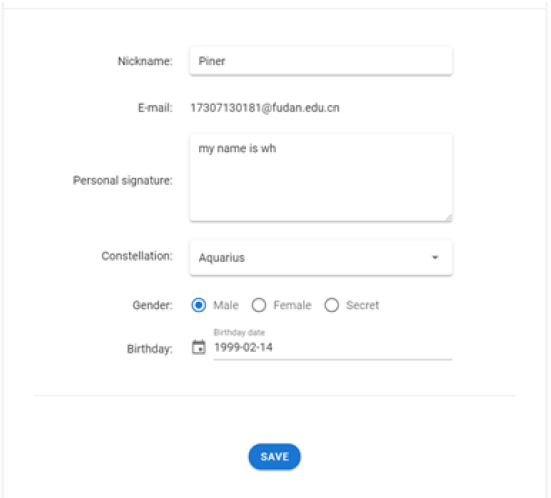 Nickname: Piner
E-mail: 17307130181@fudan.edu.cn
my name is wh
Personal signature:
Constellation: Aquarius
Gender: Male Female Secret
Birthday date
Birthday: 1999-02-14
SAVE